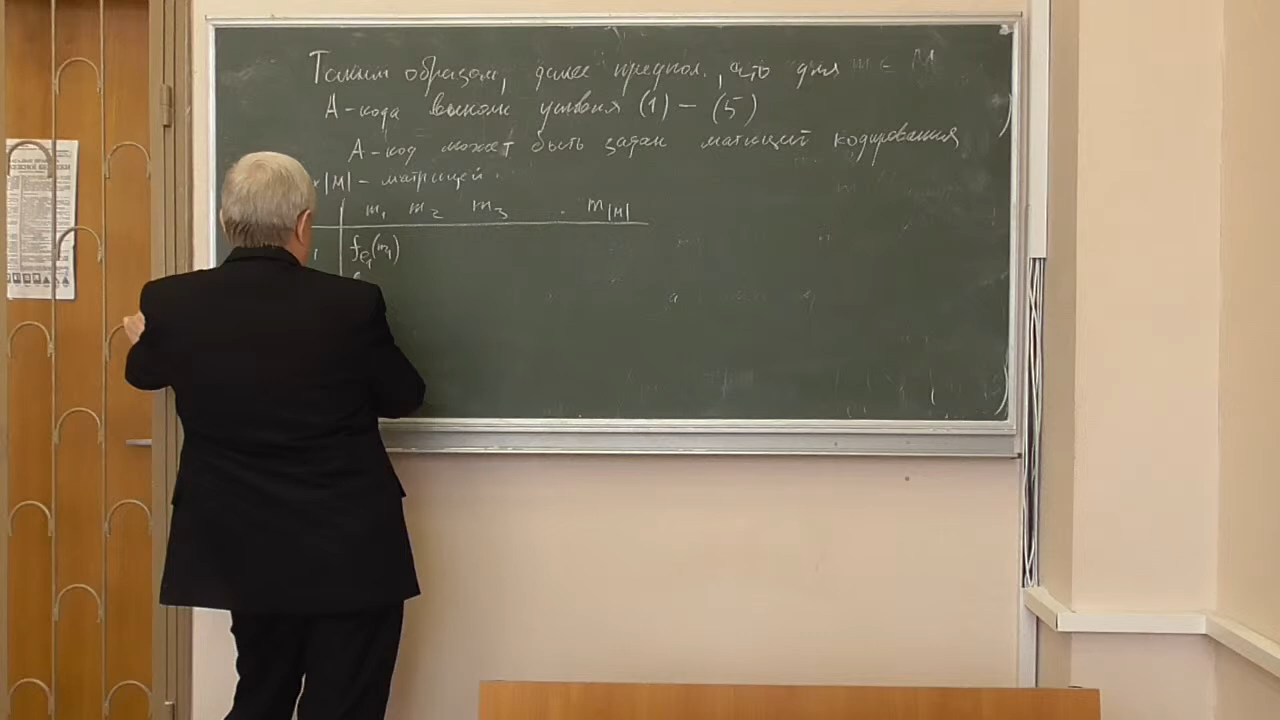 Таким образом, далее предпол., что для m ∈ M
А-кода выполн условия (1) – (5)
А-код может быть задан матрицей кодирования
×|M| – матрицей.
m₁ m₂ m₃ . m|M|
fe₁(m₁)